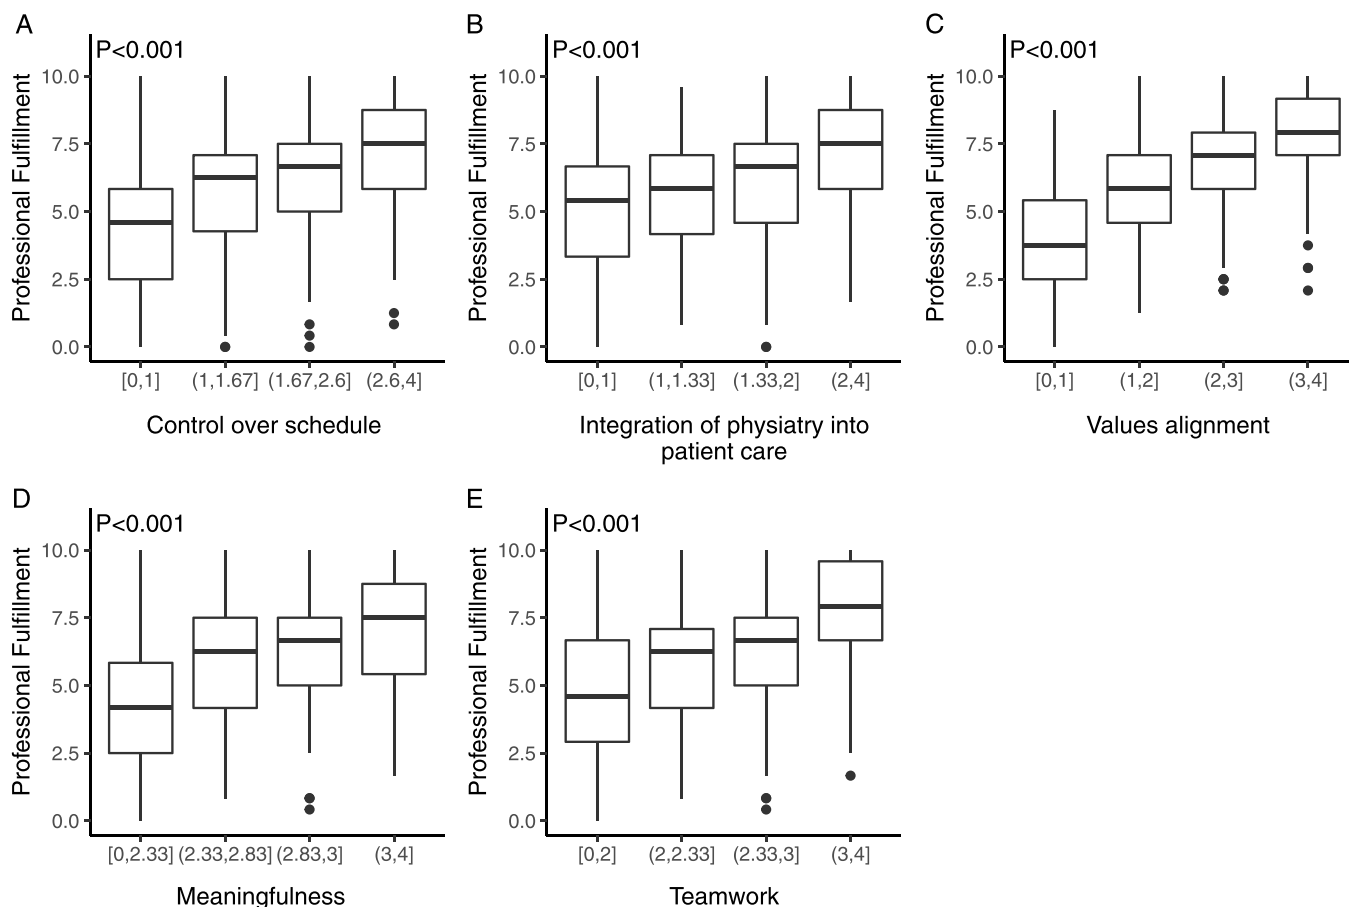 A
P<0.001
Professional Fulfillment
10.0
7.5
5.0
2.5
0.0
[0,1] (1,1.67] (1.67,2.6] (2.6,4]
Control over schedule
B
P<0.001
Professional Fulfillment
10.0
7.5
5.0
2.5
0.0
[0,1] (1,1.33] (1.33,2] (2,4]
Integration of physiatry into
patient care
C
P<0.001
Professional Fulfillment
10.0
7.5
5.0
2.5
0.0
[0,1] (1,2] (2,3] (3,4]
Values alignment
D
P<0.001
Professional Fulfillment
10.0
7.5
5.0
2.5
0.0
[0,2.33] (2.33,2.83] (2.83,3] (3,4]
Meaningfulness
E
P<0.001
Professional Fulfillment
10.0
7.5
5.0
2.5
0.0
[0,2] (2,2.33] (2.33,3] (3,4]
Teamwork